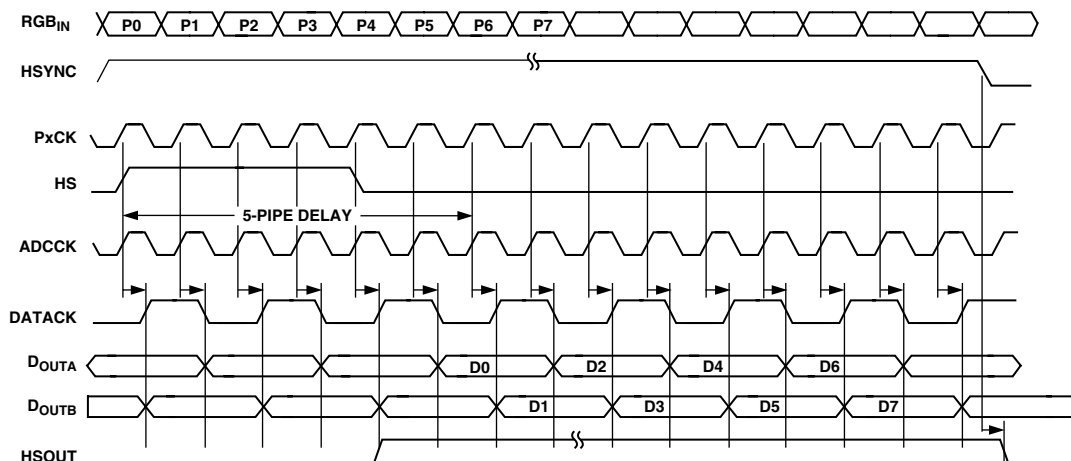 RGBIN P0 P1 P2 P3 P4 P5 P6 P7
HSYNC
PxCK
HS
5-PIPE DELAY
ADCCK
DATACK
DOUTA D0 D2 D4 D6
DOUTB D1 D3 D5 D7
HSOUT